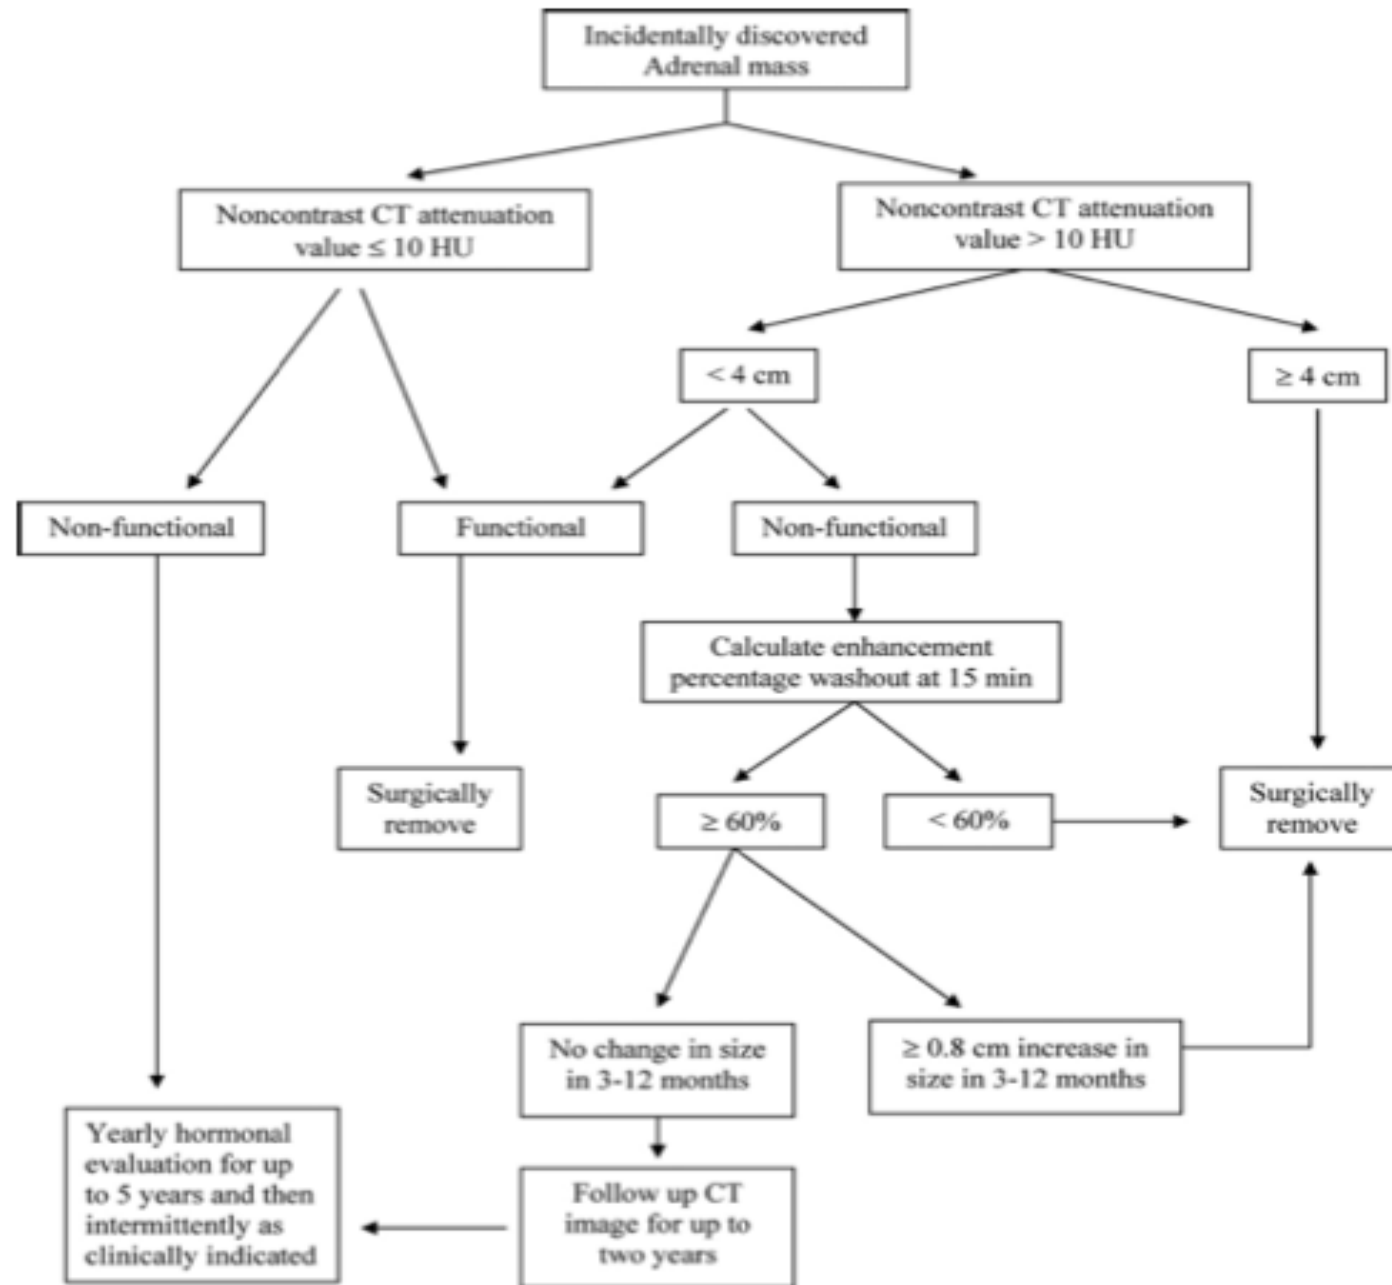 Incidentally discovered
Adrenal mass
Noncontrast CT attenuation
value ≤ 10 HU
Noncontrast CT attenuation
value > 10 HU
< 4 cm
≥ 4 cm
Non-functional
Functional
Non-functional
Calculate enhancement
percentage washout at 15 min
Surgically
remove
≥ 60%
< 60%
Surgically
remove
No change in size
in 3-12 months
≥ 0.8 cm increase in
size in 3-12 months
Yearly hormonal
evaluation for up
to 5 years and then
intermittently as
clinically indicated
Follow up CT
image for up to
two years